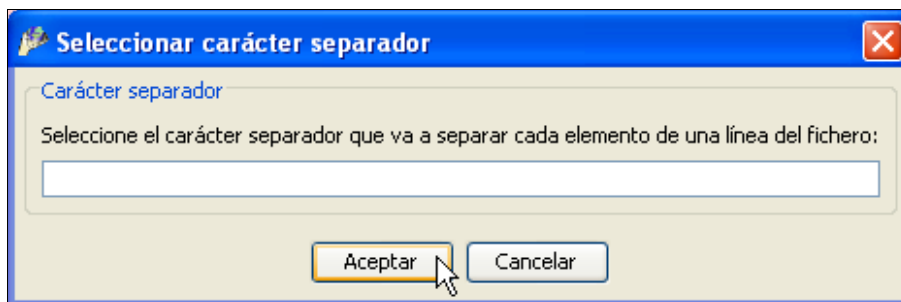 Seleccionar carácter separador
Carácter separador
Seleccione el carácter separador que va a separar cada elemento de una línea del fichero:
Aceptar
Cancelar